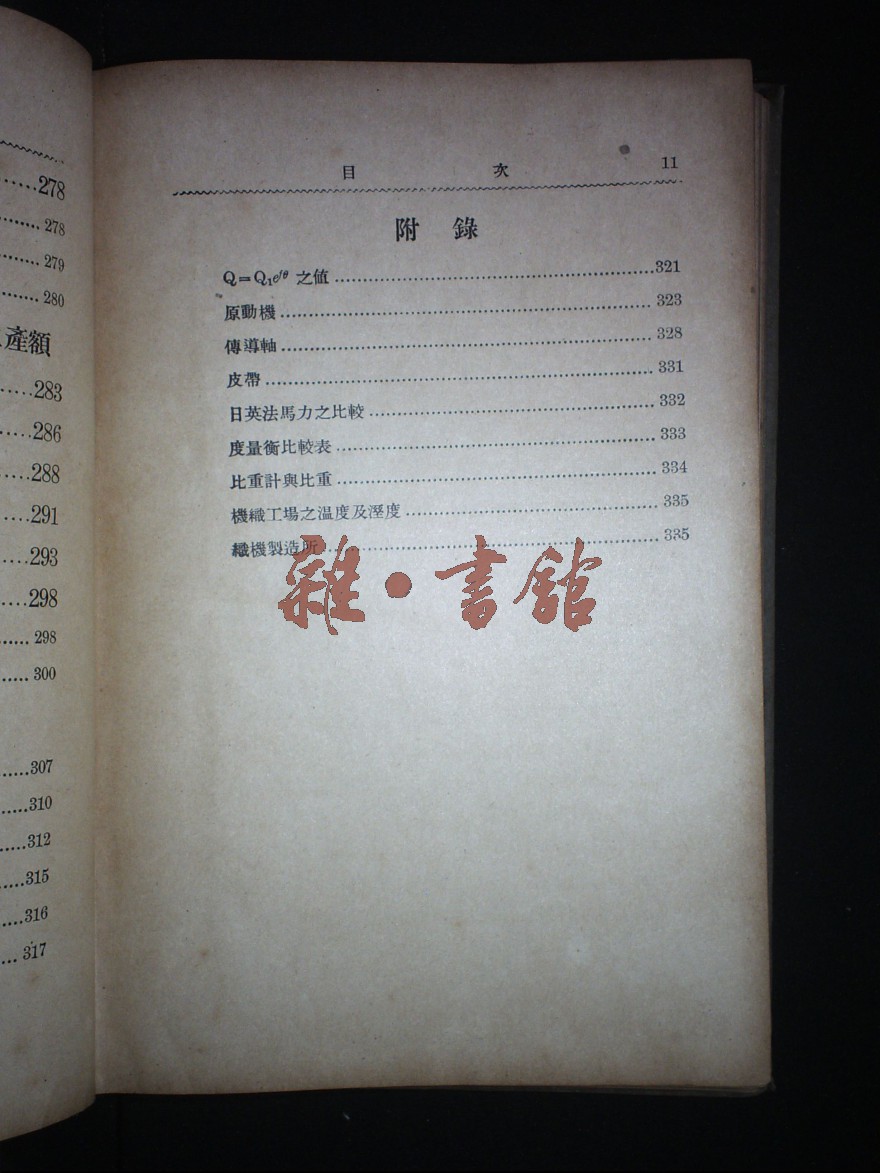 278
278
279
280
產額
283
286
288
291
293
298
298
300
307
310
312
315
316
317
目次 11
附錄
Q=Q₁eᶠᶿ 之值 321
原動機 323
傳導軸 328
皮帶 331
日英法馬力之比較 332
度量衡比較表 333
比重計與比重 334
機織工場之温度及溼度 335
織機製造所 335
雜·書館